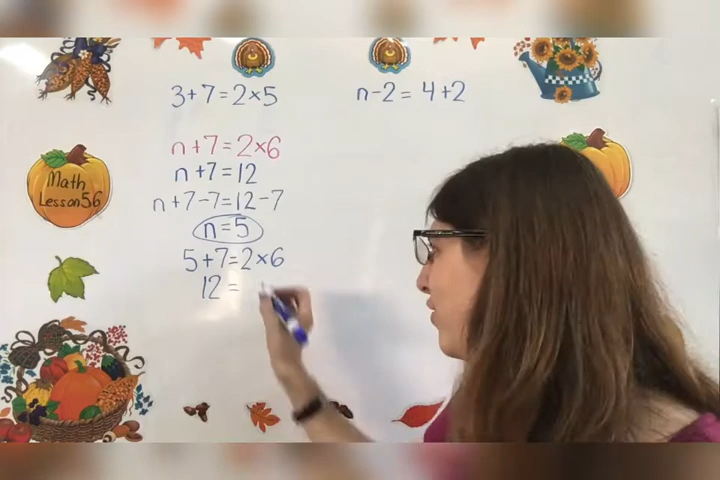 3+7=2×5
n-2=4+2
n+7=2×6
n+7=12
n+7-7=12-7
n=5
5+7=2×6
12=
Math
Lesson 56